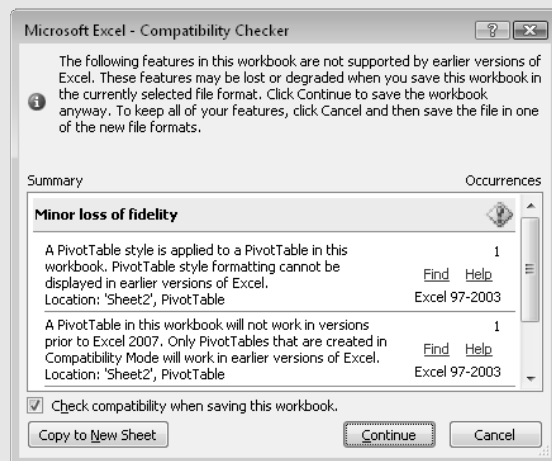 Microsoft Excel - Compatibility Checker
The following features in this workbook are not supported by earlier versions of
Excel. These features may be lost or degraded when you save this workbook in
the currently selected file format. Click Continue to save the workbook
anyway. To keep all of your features, click Cancel and then save the file in one
of the new file formats.
Summary Occurrences
Minor loss of fidelity
A PivotTable style is applied to a PivotTable in this 1
workbook. PivotTable style formatting cannot be
displayed in earlier versions of Excel. Find Help
Location: 'Sheet2', PivotTable Excel 97-2003
A PivotTable in this workbook will not work in versions 1
prior to Excel 2007. Only PivotTables that are created in
Compatibility Mode will work in earlier versions of Excel. Find Help
Location: 'Sheet2', PivotTable Excel 97-2003
Check compatibility when saving this workbook.
Copy to New Sheet Continue Cancel